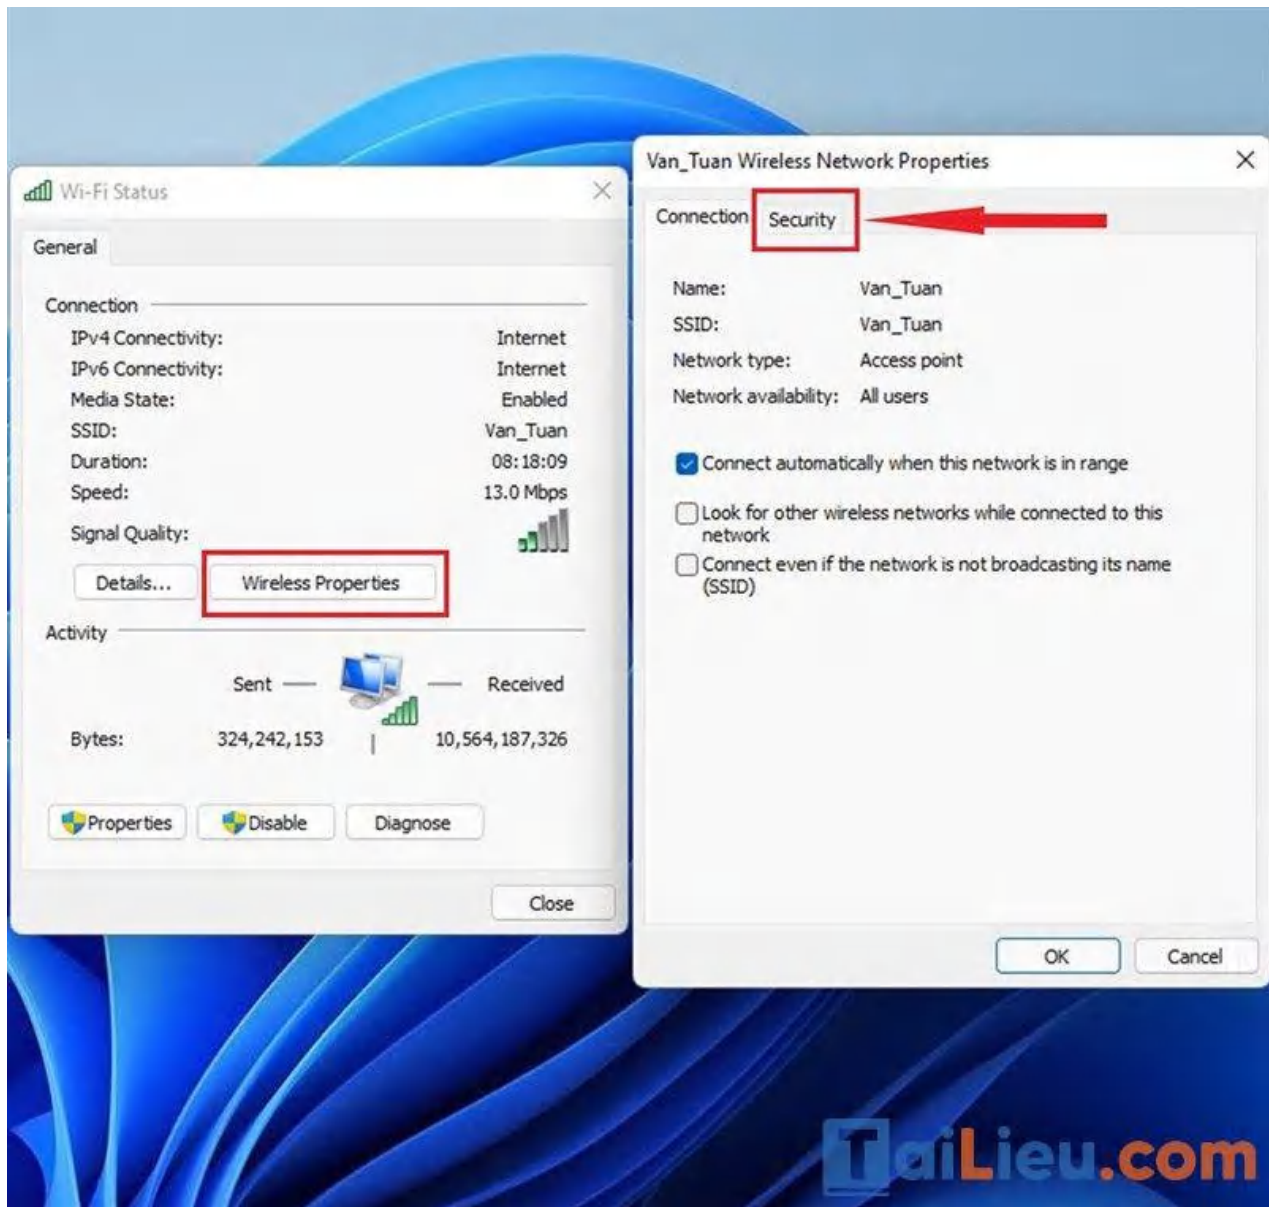 Wi-Fi Status
General
Connection
IPv4 Connectivity: Internet
IPv6 Connectivity: Internet
Media State: Enabled
SSID: Van_Tuan
Duration: 08:18:09
Speed: 13.0 Mbps
Signal Quality:
Details... Wireless Properties
Activity
Sent Received
Bytes: 324,242,153 10,564,187,326
Properties Disable Diagnose
Close
Van_Tuan Wireless Network Properties
Connection Security
Name: Van_Tuan
SSID: Van_Tuan
Network type: Access point
Network availability: All users
Connect automatically when this network is in range
Look for other wireless networks while connected to this
network
Connect even if the network is not broadcasting its name
(SSID)
OK Cancel
TaiLieu.com